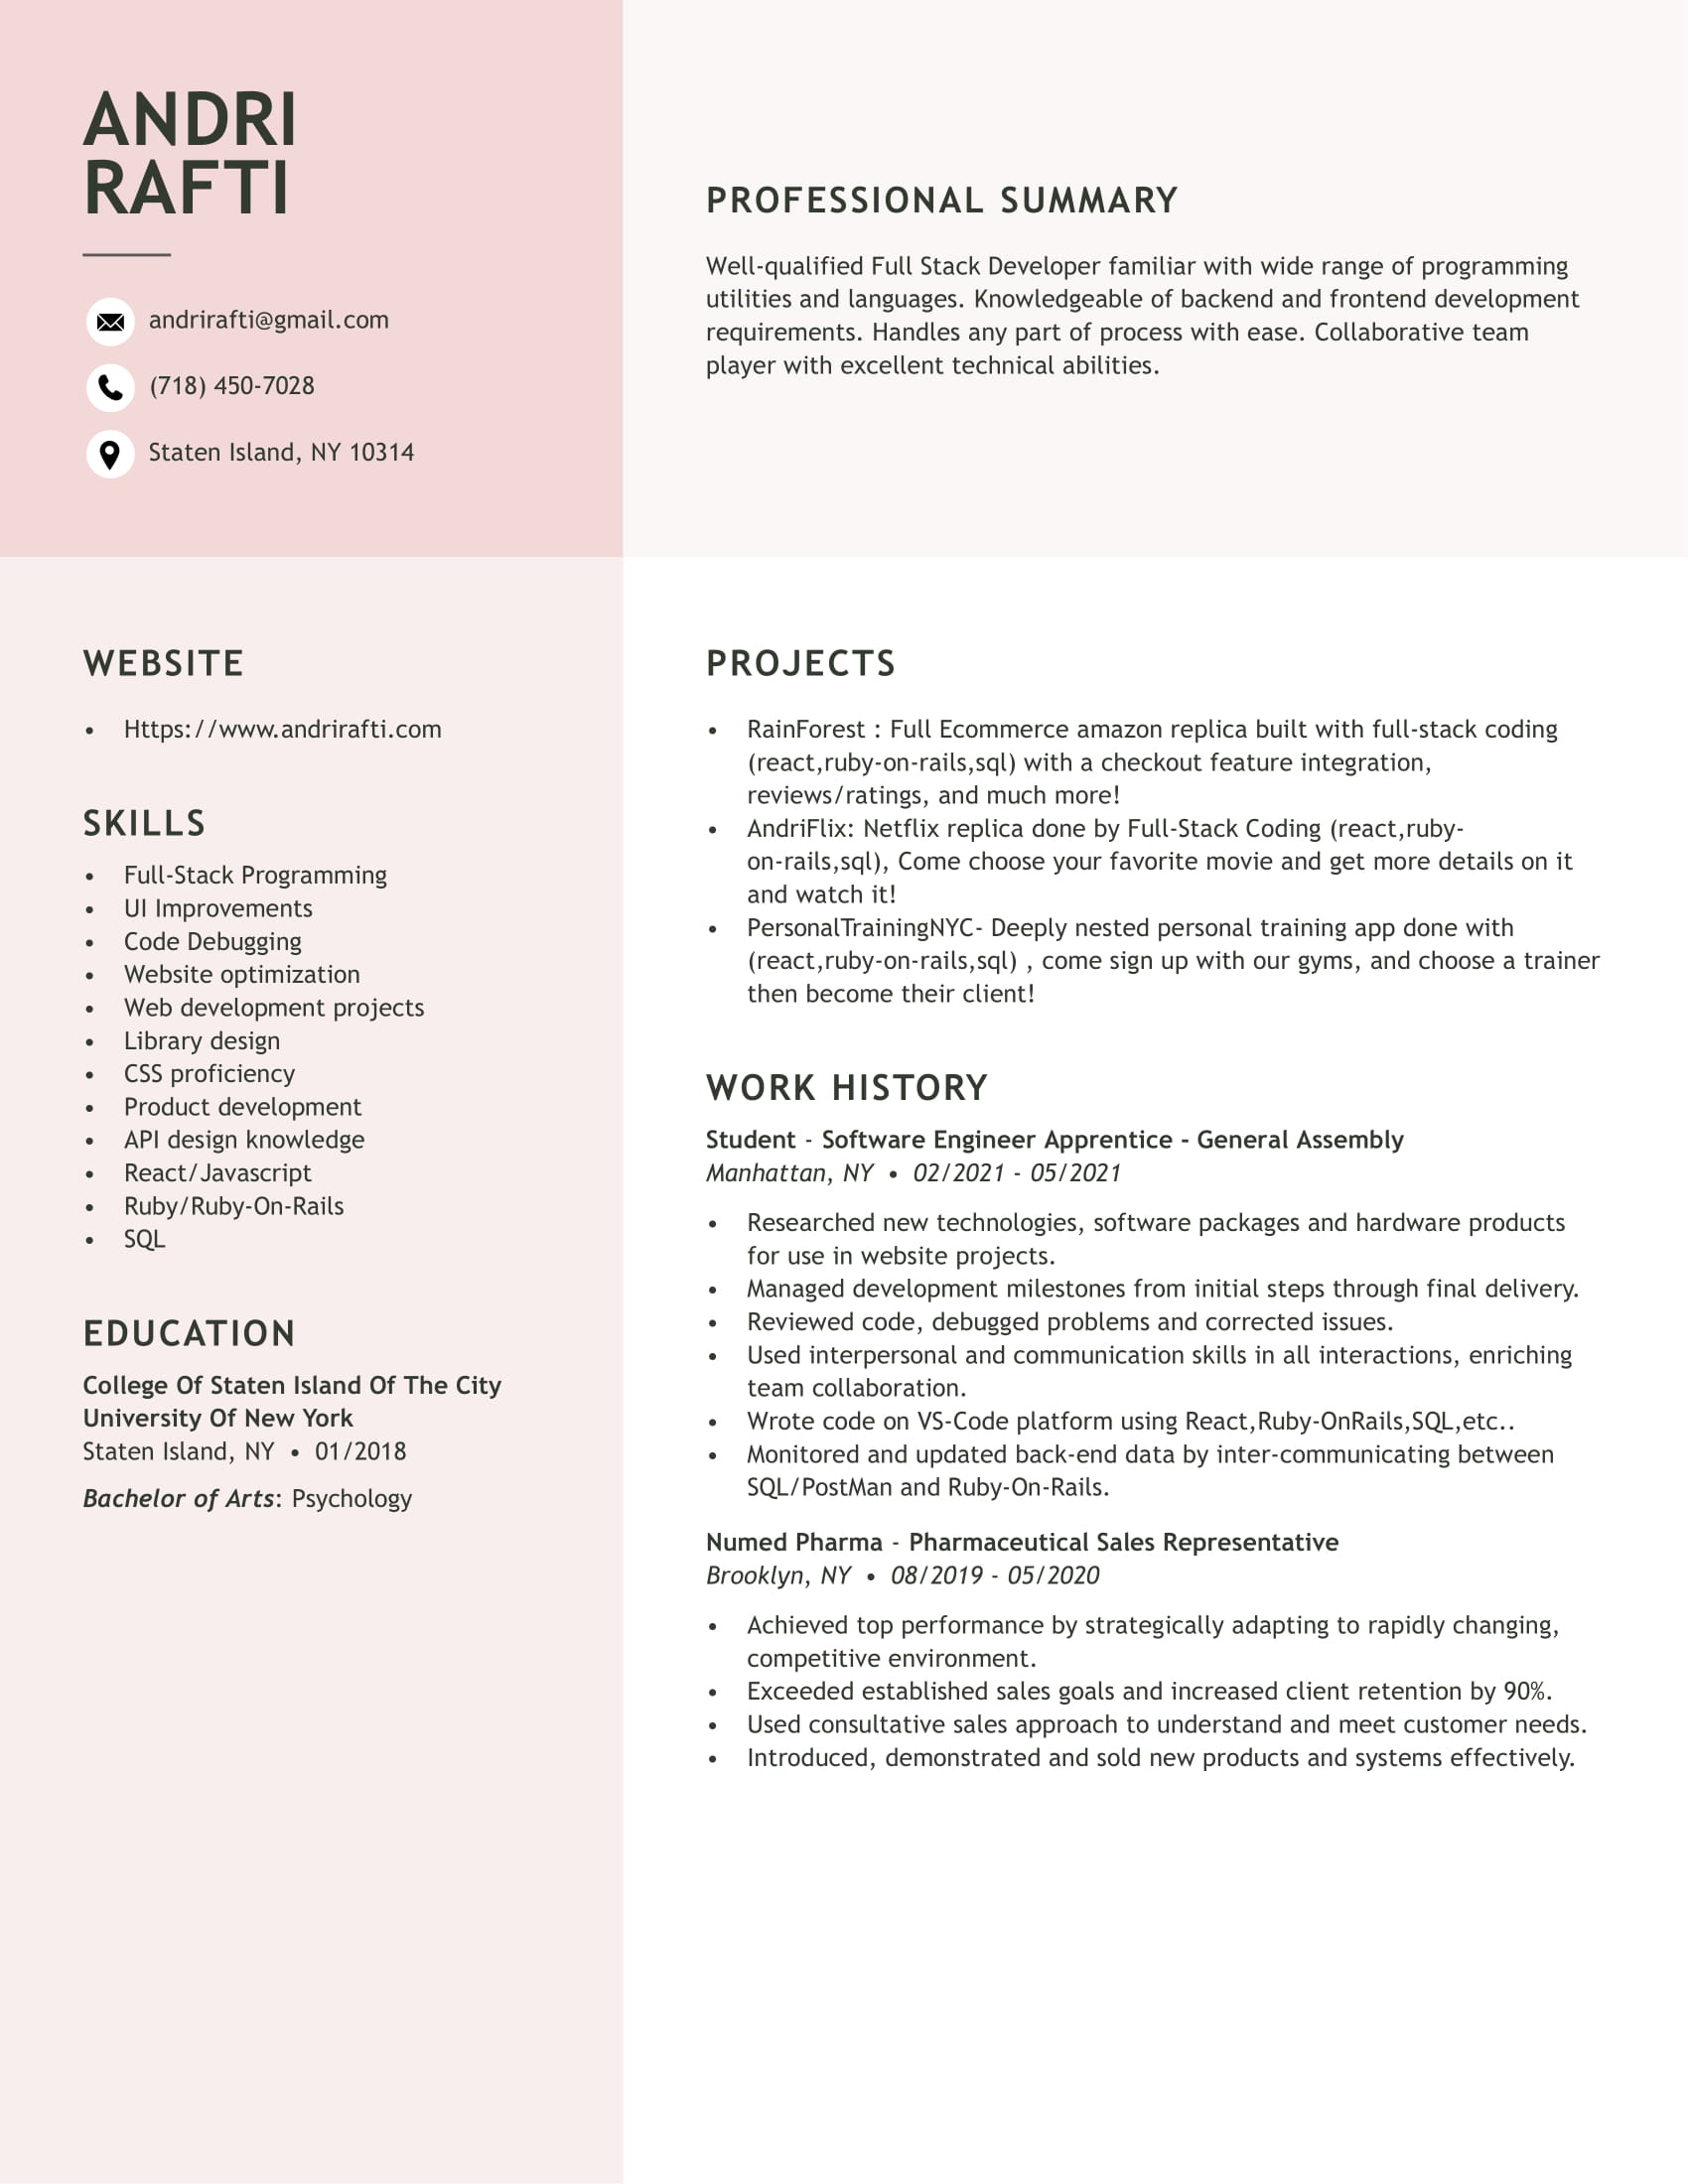 ANDRI
RAFTI
andrirafti@gmail.com
(718) 450-7028
Staten Island, NY 10314
PROFESSIONAL SUMMARY
Well-qualified Full Stack Developer familiar with wide range of programming
utilities and languages. Knowledgeable of backend and frontend development
requirements. Handles any part of process with ease. Collaborative team
player with excellent technical abilities.
WEBSITE
• Https://www.andrirafti.com
SKILLS
• Full-Stack Programming
• UI Improvements
• Code Debugging
• Website optimization
• Web development projects
• Library design
• CSS proficiency
• Product development
• API design knowledge
• React/Javascript
• Ruby/Ruby-On-Rails
• SQL
EDUCATION
College Of Staten Island Of The City
University Of New York
Staten Island, NY • 01/2018
Bachelor of Arts: Psychology
PROJECTS
• RainForest : Full Ecommerce amazon replica built with full-stack coding
(react,ruby-on-rails,sql) with a checkout feature integration,
reviews/ratings, and much more!
• AndriFlix: Netflix replica done by Full-Stack Coding (react,ruby-
on-rails,sql), Come choose your favorite movie and get more details on it
and watch it!
• PersonalTrainingNYC- Deeply nested personal training app done with
(react,ruby-on-rails,sql) , come sign up with our gyms, and choose a trainer
then become their client!
WORK HISTORY
Student - Software Engineer Apprentice - General Assembly
Manhattan, NY • 02/2021 - 05/2021
• Researched new technologies, software packages and hardware products
for use in website projects.
• Managed development milestones from initial steps through final delivery.
• Reviewed code, debugged problems and corrected issues.
• Used interpersonal and communication skills in all interactions, enriching
team collaboration.
• Wrote code on VS-Code platform using React,Ruby-OnRails,SQL,etc..
• Monitored and updated back-end data by inter-communicating between
SQL/PostMan and Ruby-On-Rails.
Numed Pharma - Pharmaceutical Sales Representative
Brooklyn, NY • 08/2019 - 05/2020
• Achieved top performance by strategically adapting to rapidly changing,
competitive environment.
• Exceeded established sales goals and increased client retention by 90%.
• Used consultative sales approach to understand and meet customer needs.
• Introduced, demonstrated and sold new products and systems effectively.